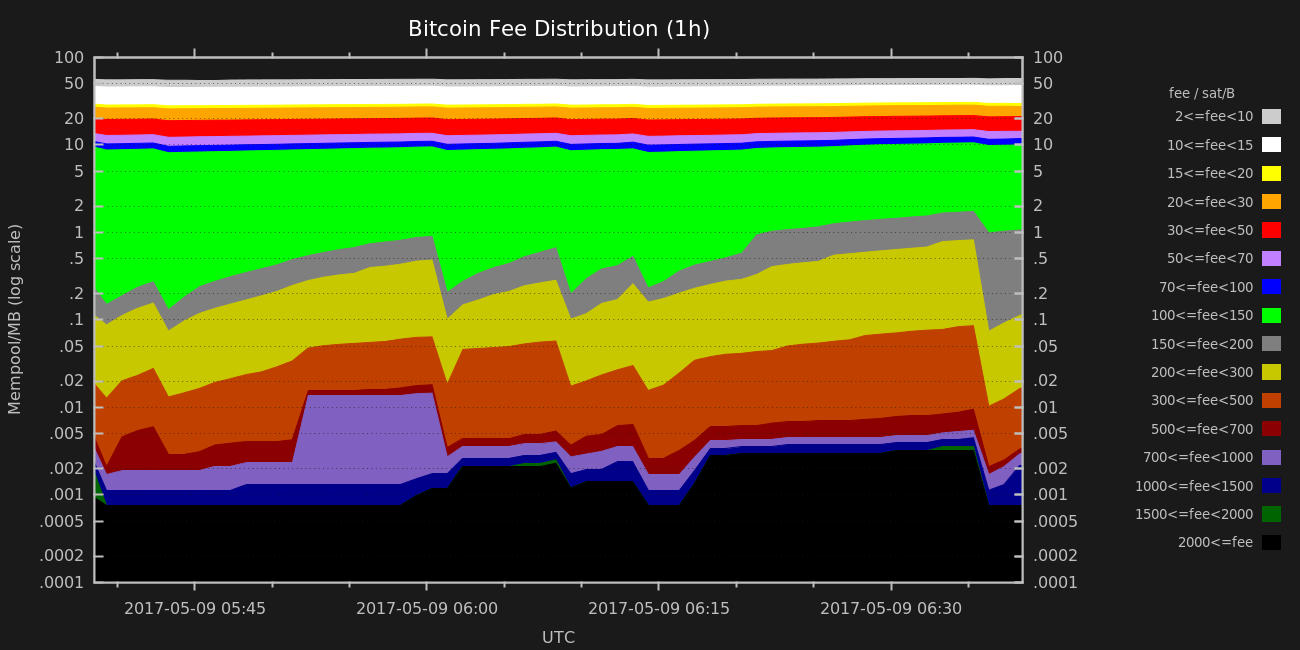 Bitcoin Fee Distribution (1h)
Mempool/MB (log scale)
100
50
20
10
5
2
1
.5
.2
.1
.05
.02
.01
.005
.002
.001
.0005
.0002
.0001
100
50
20
10
5
2
1
.5
.2
.1
.05
.02
.01
.005
.002
.001
.0005
.0002
.0001
2017-05-09 05:45
2017-05-09 06:00
2017-05-09 06:15
2017-05-09 06:30
UTC
fee / sat/B
2<=fee<10
10<=fee<15
15<=fee<20
20<=fee<30
30<=fee<50
50<=fee<70
70<=fee<100
100<=fee<150
150<=fee<200
200<=fee<300
300<=fee<500
500<=fee<700
700<=fee<1000
1000<=fee<1500
1500<=fee<2000
2000<=fee